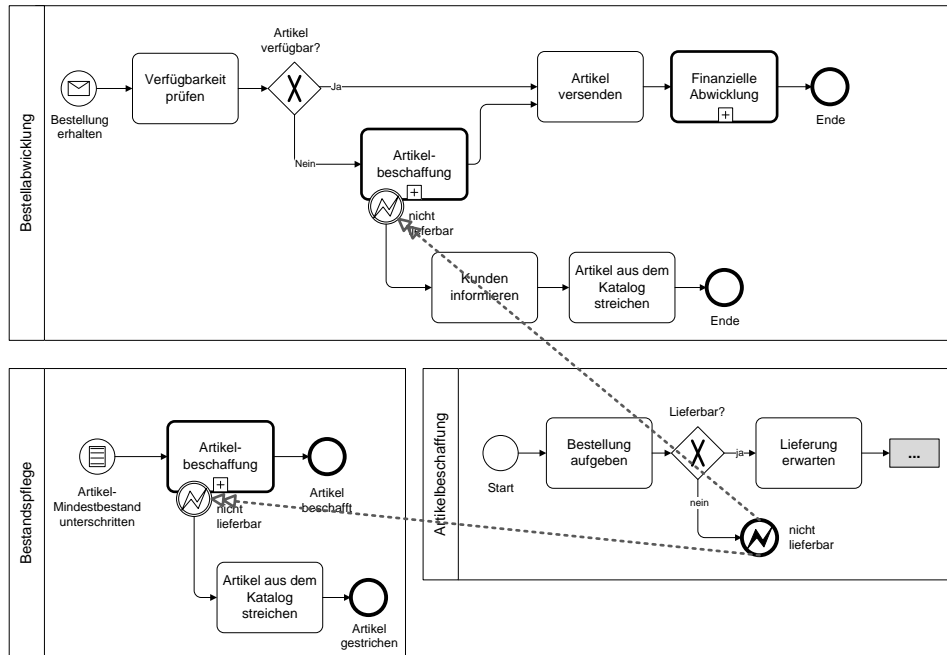 Bestellabwicklung
Artikel
verfügbar?
Bestellung
erhalten
Verfügbarkeit
prüfen
Ja
Nein
Artikel
versenden
Finanzielle
Abwicklung
Ende
Artikel-
beschaffung
nicht
lieferbar
Kunden
informieren
Artikel aus dem
Katalog
streichen
Ende
Bestandspflege
Artikel-
Mindestbestand
unterschritten
Artikel-
beschaffung
Artikel
beschafft
nicht
lieferbar
Artikel aus dem
Katalog
streichen
Artikel
gestrichen
Artikelbeschaffung
Start
Bestellung
aufgeben
Lieferbar?
ja
nein
Lieferung
erwarten
...
nicht
lieferbar